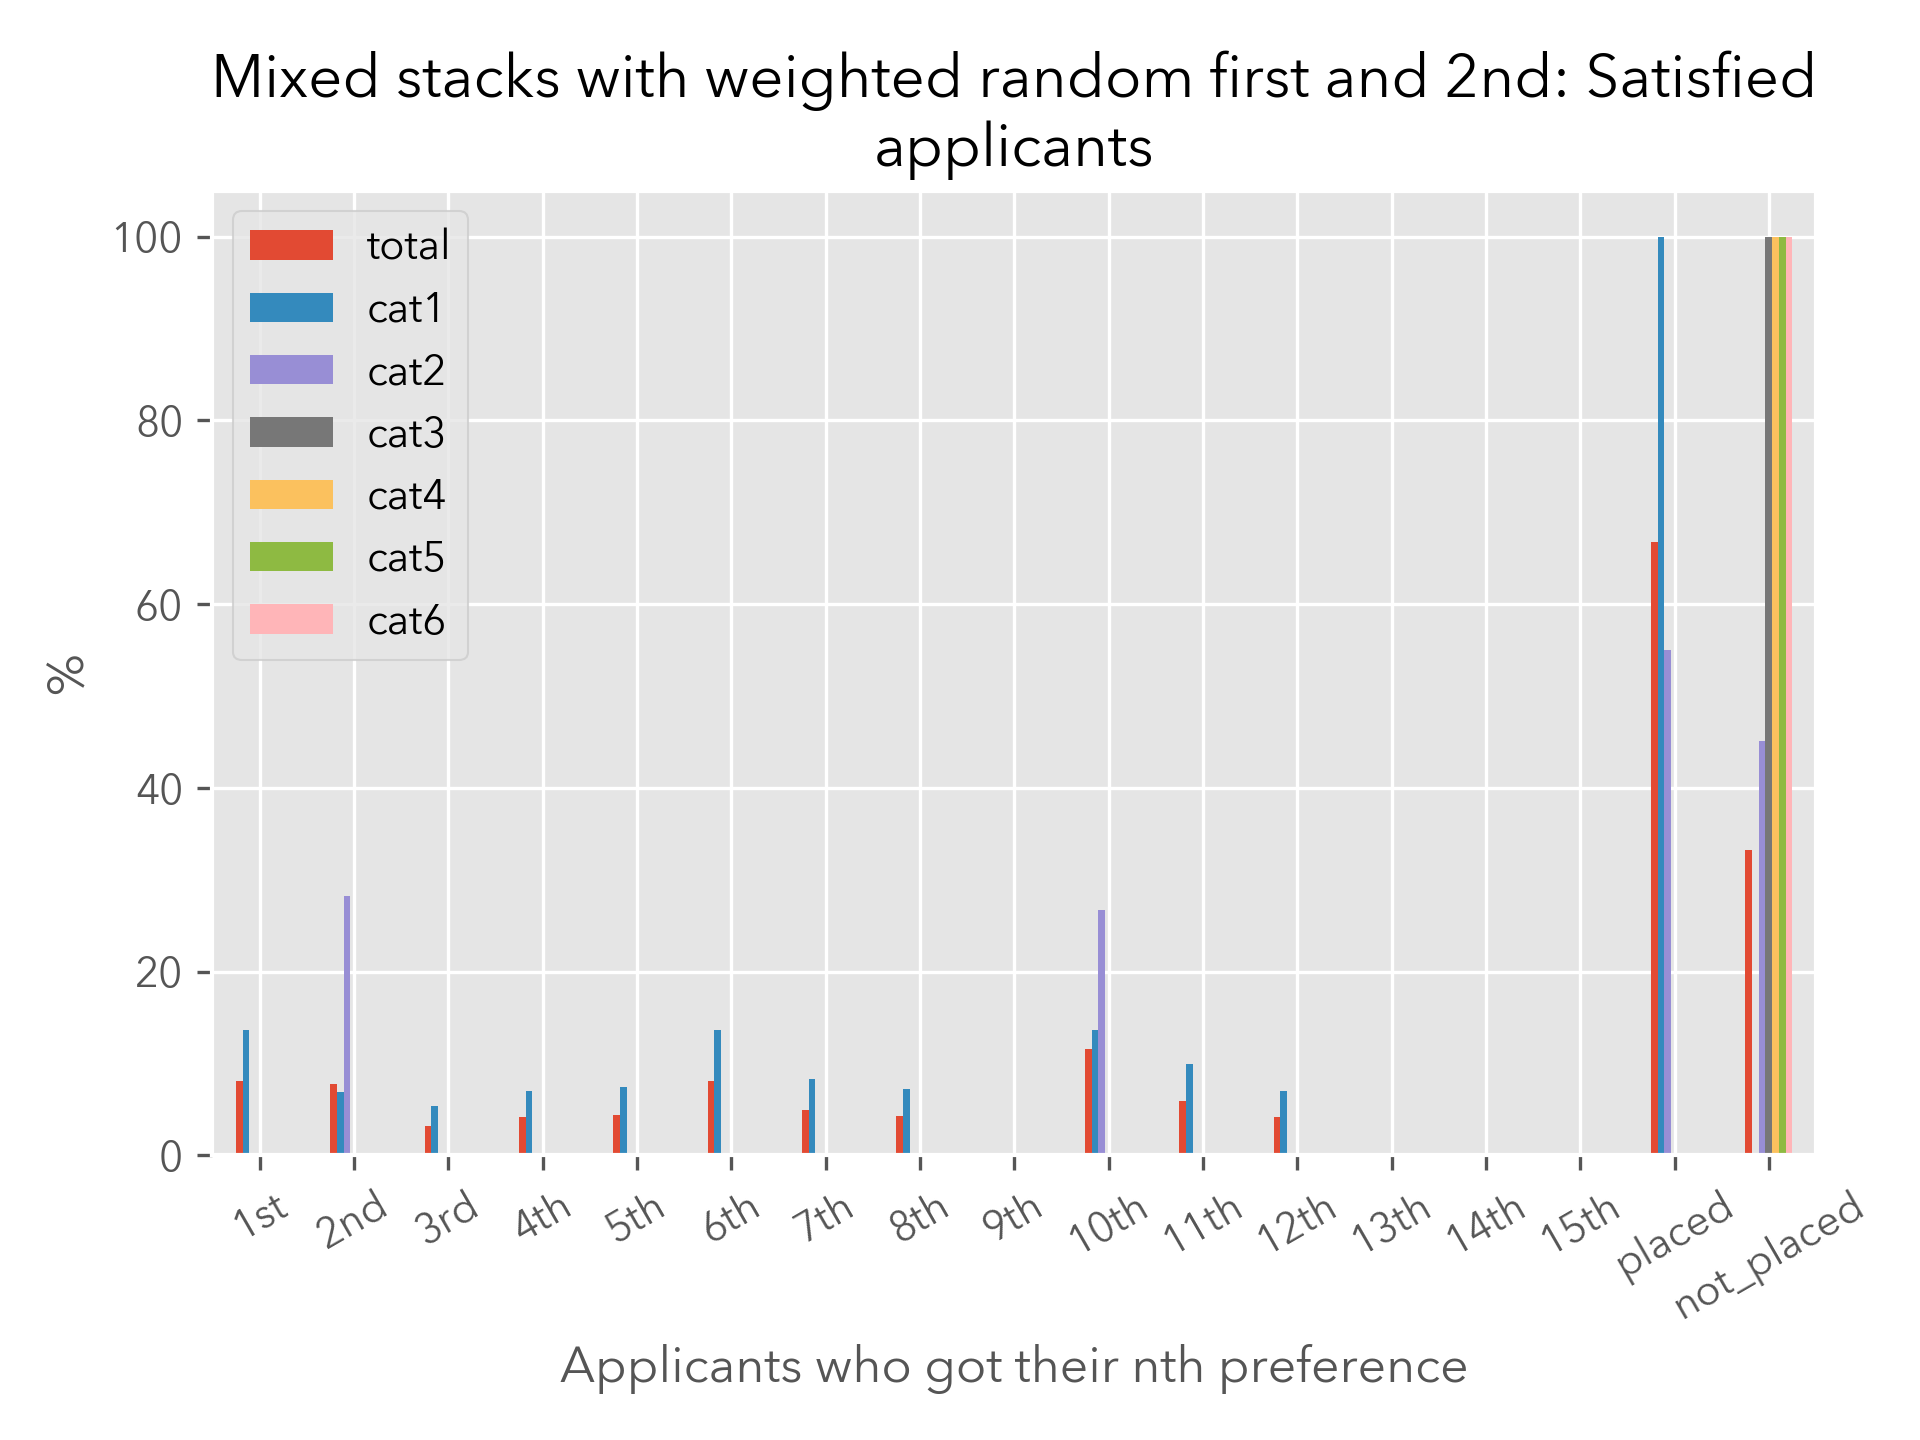 Mixed stacks with weighted random first and 2nd: Satisfied
applicants
100
80
60
40
20
0
%
total
cat1
cat2
cat3
cat4
cat5
cat6
1st
2nd
3rd
4th
5th
6th
7th
8th
9th
10th
11th
12th
13th
14th
15th
placed
not_placed
Applicants who got their nth preference